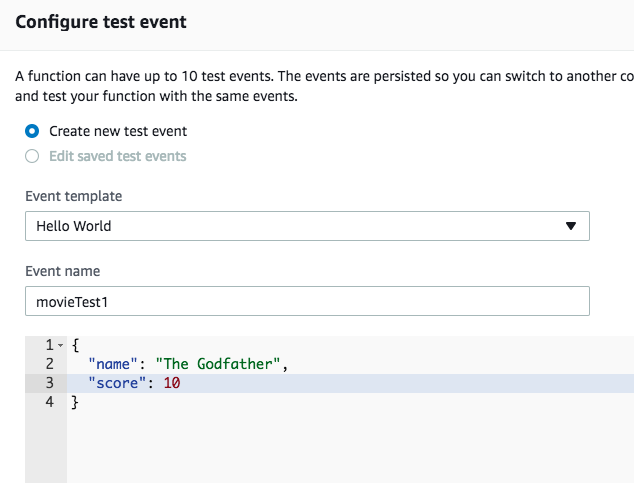 Configure test event
A function can have up to 10 test events. The events are persisted so you can switch to another co
and test your function with the same events.
Create new test event
Edit saved test events
Event template
Hello World
Event name
movieTest1
1 {
2 "name": "The Godfather",
3 "score": 10
4 }